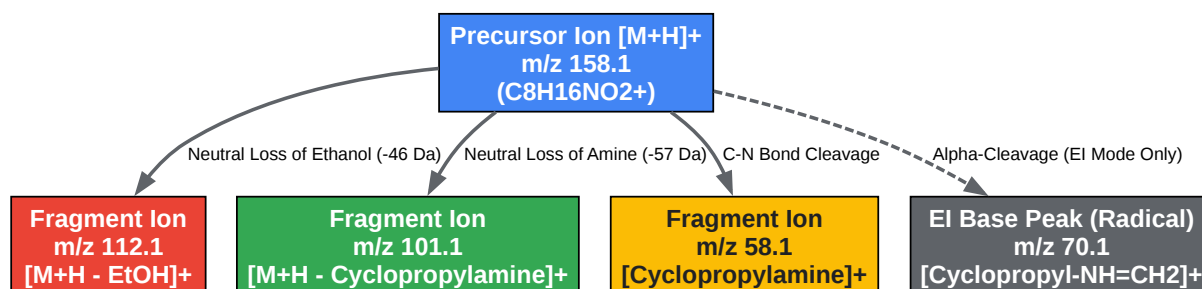 Precursor Ion [M+H]+
m/z 158.1
(C8H16NO2+)
Neutral Loss of Ethanol (-46 Da)
Neutral Loss of Amine (-57 Da)
C-N Bond Cleavage
Alpha-Cleavage (EI Mode Only)
Fragment Ion
m/z 112.1
[M+H - EtOH]+
Fragment Ion
m/z 101.1
[M+H - Cyclopropylamine]+
Fragment Ion
m/z 58.1
[Cyclopropylamine]+
EI Base Peak (Radical)
m/z 70.1
[Cyclopropyl-NH=CH2]+